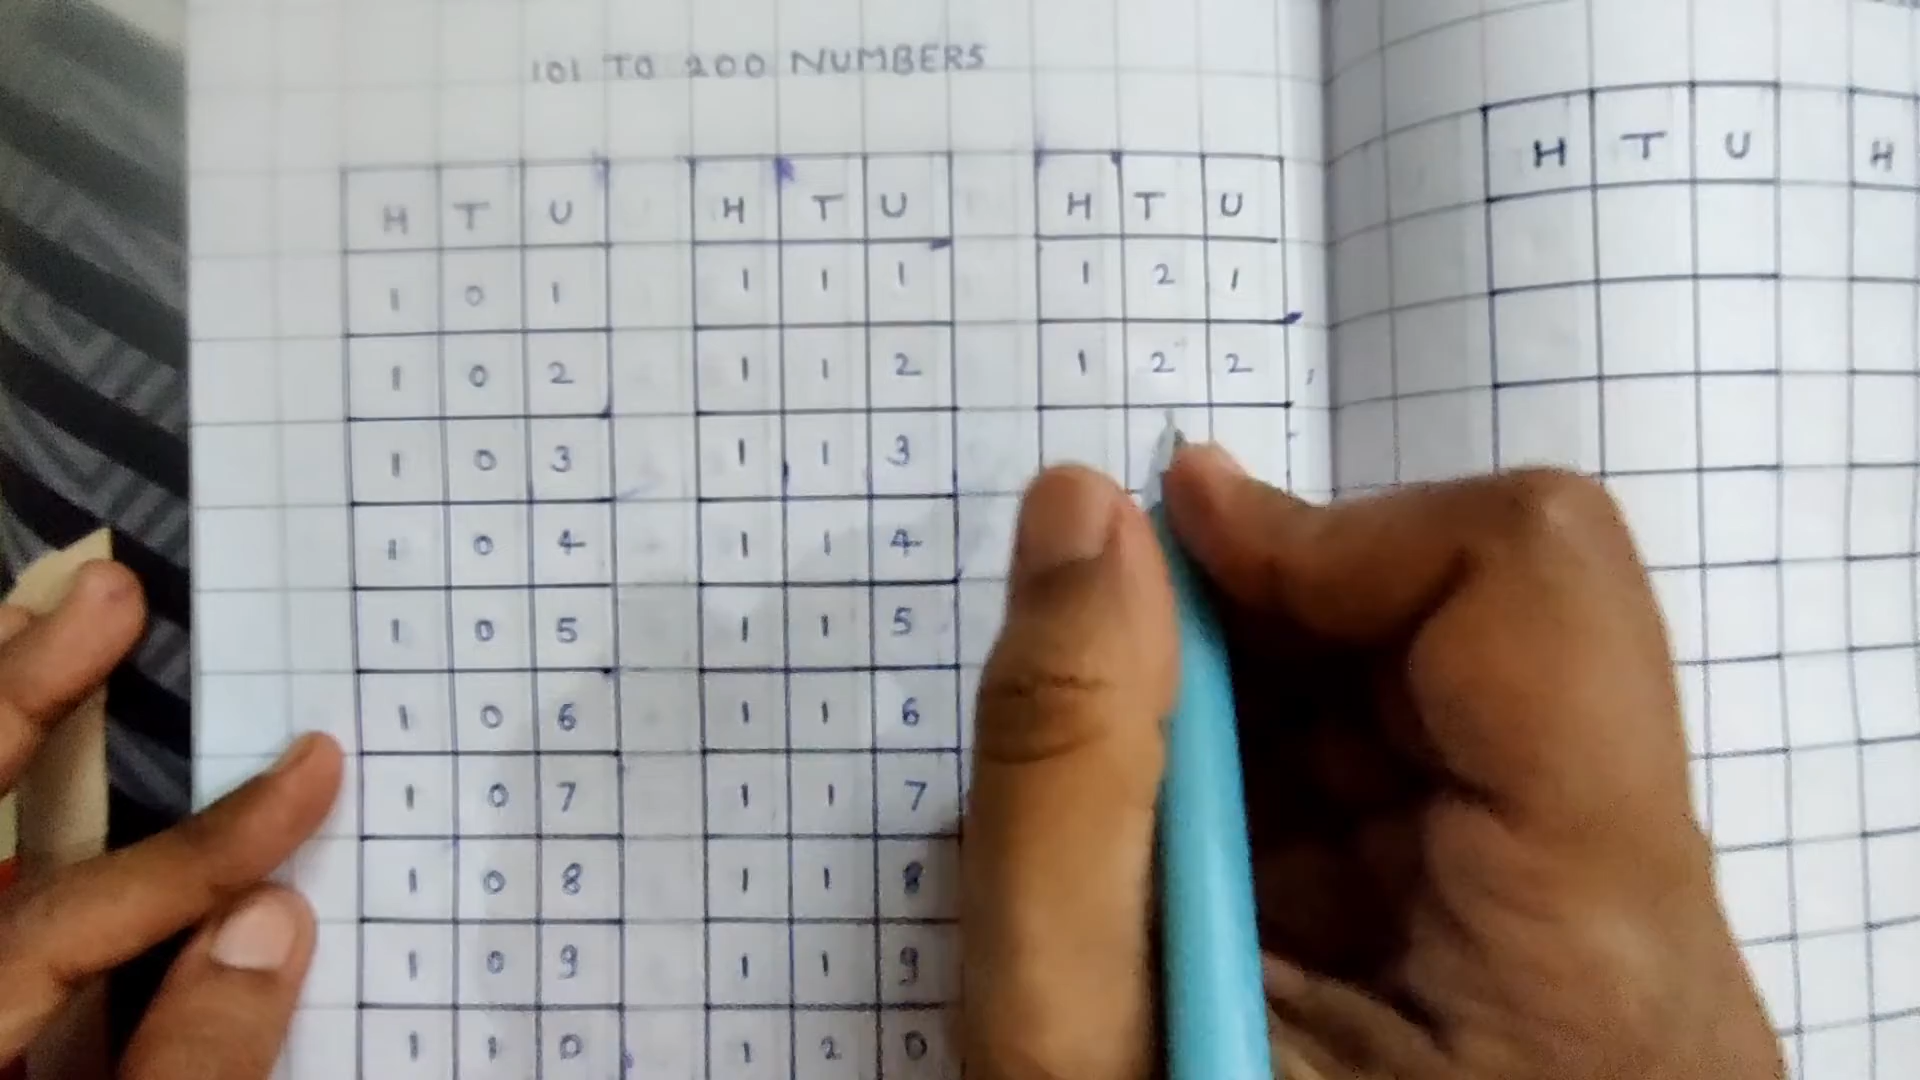 101 TO 200 NUMBERS
H T U H T U H T U H T U H
1 0 1 1 1 1 1 2 1
1 0 2 1 1 2 1 2 2
1 0 3 1 1 3
1 0 4 1 1 4
1 0 5 1 1 5
1 0 6 1 1 6
1 0 7 1 1 7
1 0 8 1 1 8
1 0 9 1 1 9
1 1 0 1 2 0